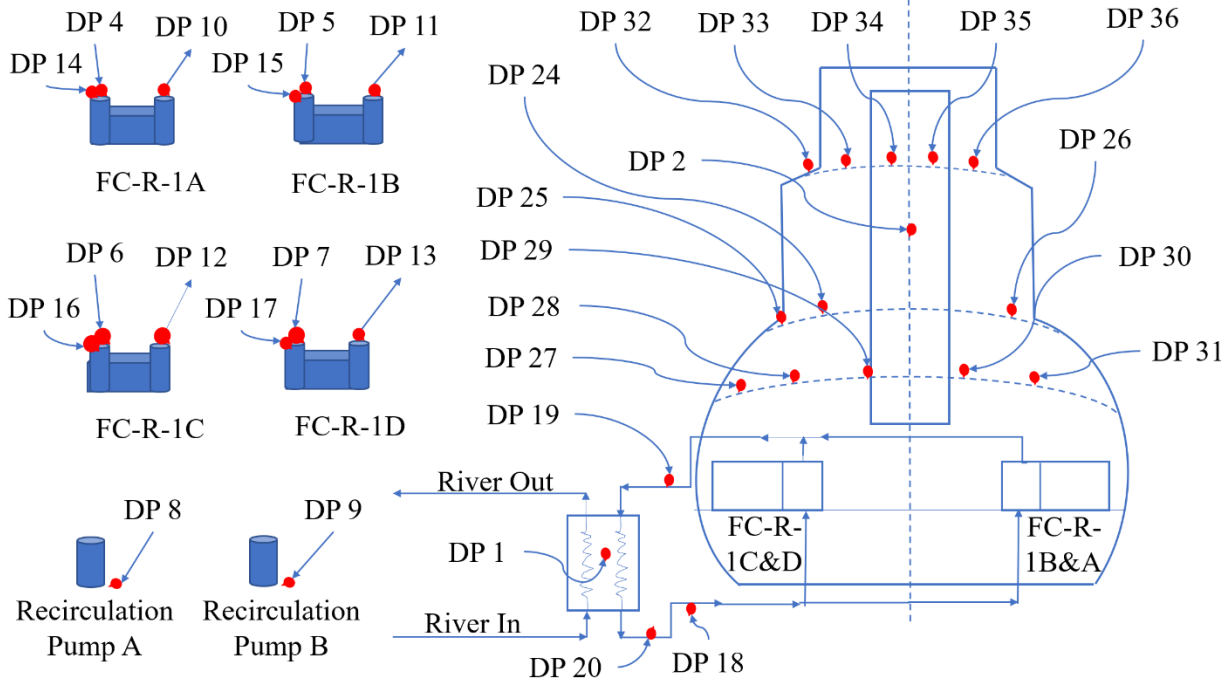 DP 4
DP 10
DP 5
DP 11
DP 14
DP 15
FC-R-1A
FC-R-1B
DP 6
DP 12
DP 7
DP 13
DP 16
DP 17
FC-R-1C
FC-R-1D
DP 8
DP 9
Recirculation
Pump A
Recirculation
Pump B
DP 32
DP 33
DP 34
DP 35
DP 36
DP 24
DP 2
DP 26
DP 25
DP 29
DP 30
DP 28
DP 27
DP 31
DP 19
River Out
FC-R-
1C&D
FC-R-
1B&A
DP 1
River In
DP 20
DP 18